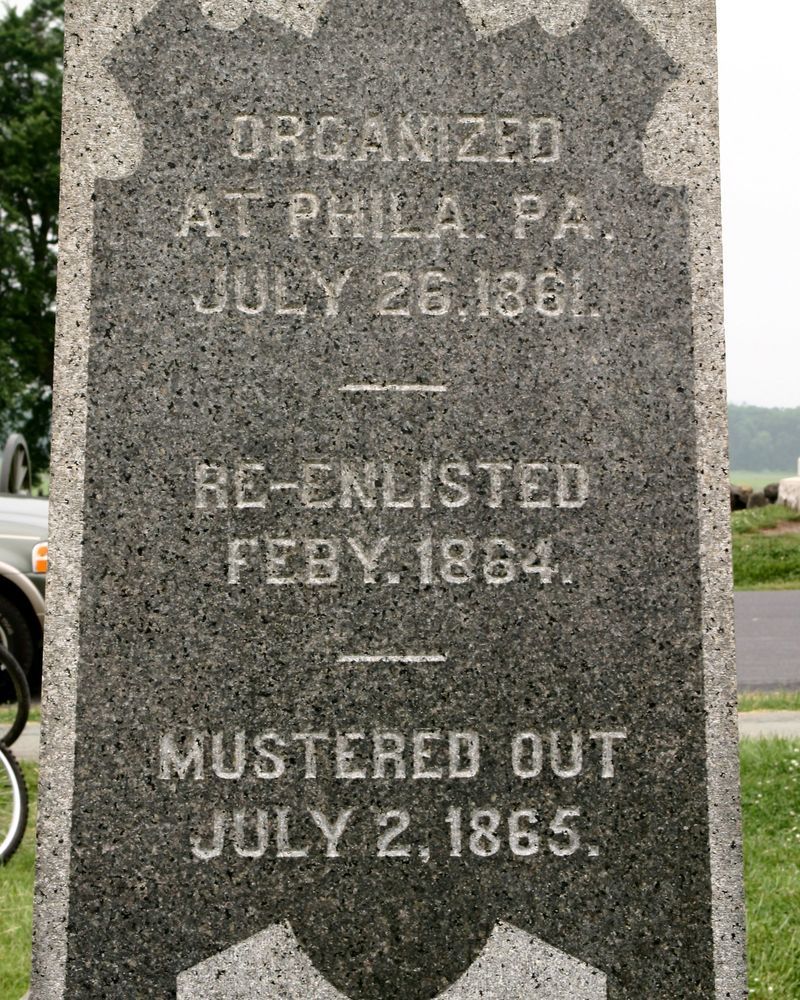 ORGANIZED
AT PHILA. PA.
JULY 26.1861.
RE-ENLISTED
FEBY. 1864.
MUSTERED OUT
JULY 2, 1865.